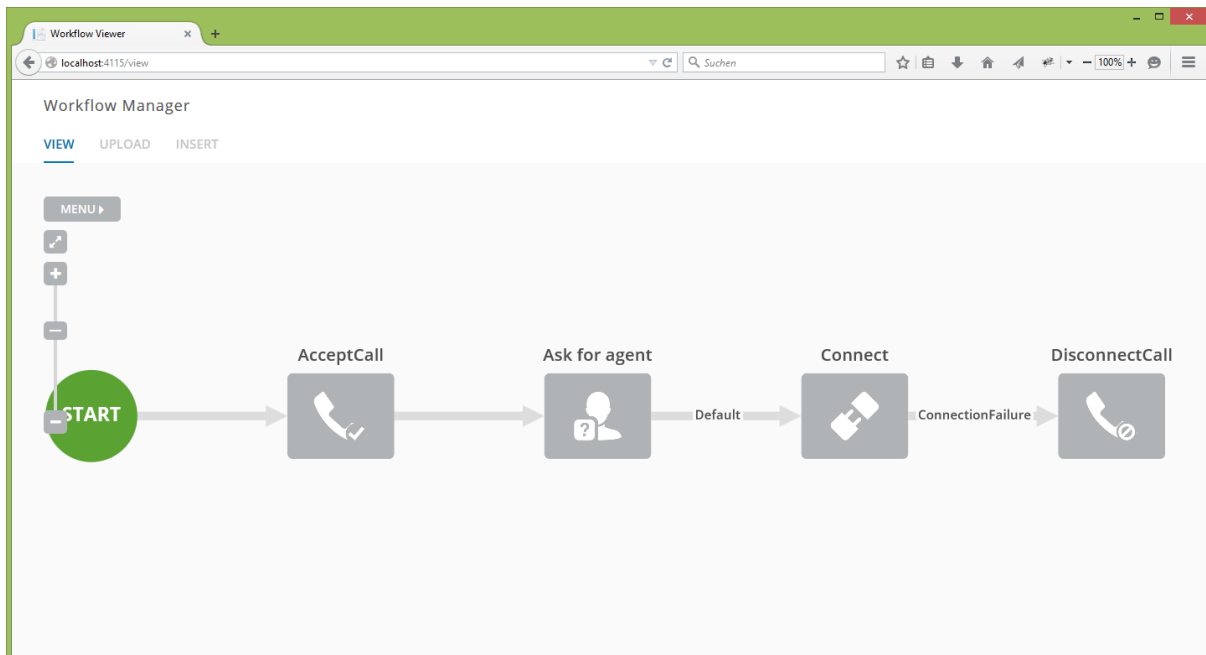 Workflow Viewer
localhost:4115/view
Suchen
100%
Workflow Manager
VIEW UPLOAD INSERT
MENU
AcceptCall Ask for agent Connect DisconnectCall
START Default ConnectionFailure
?